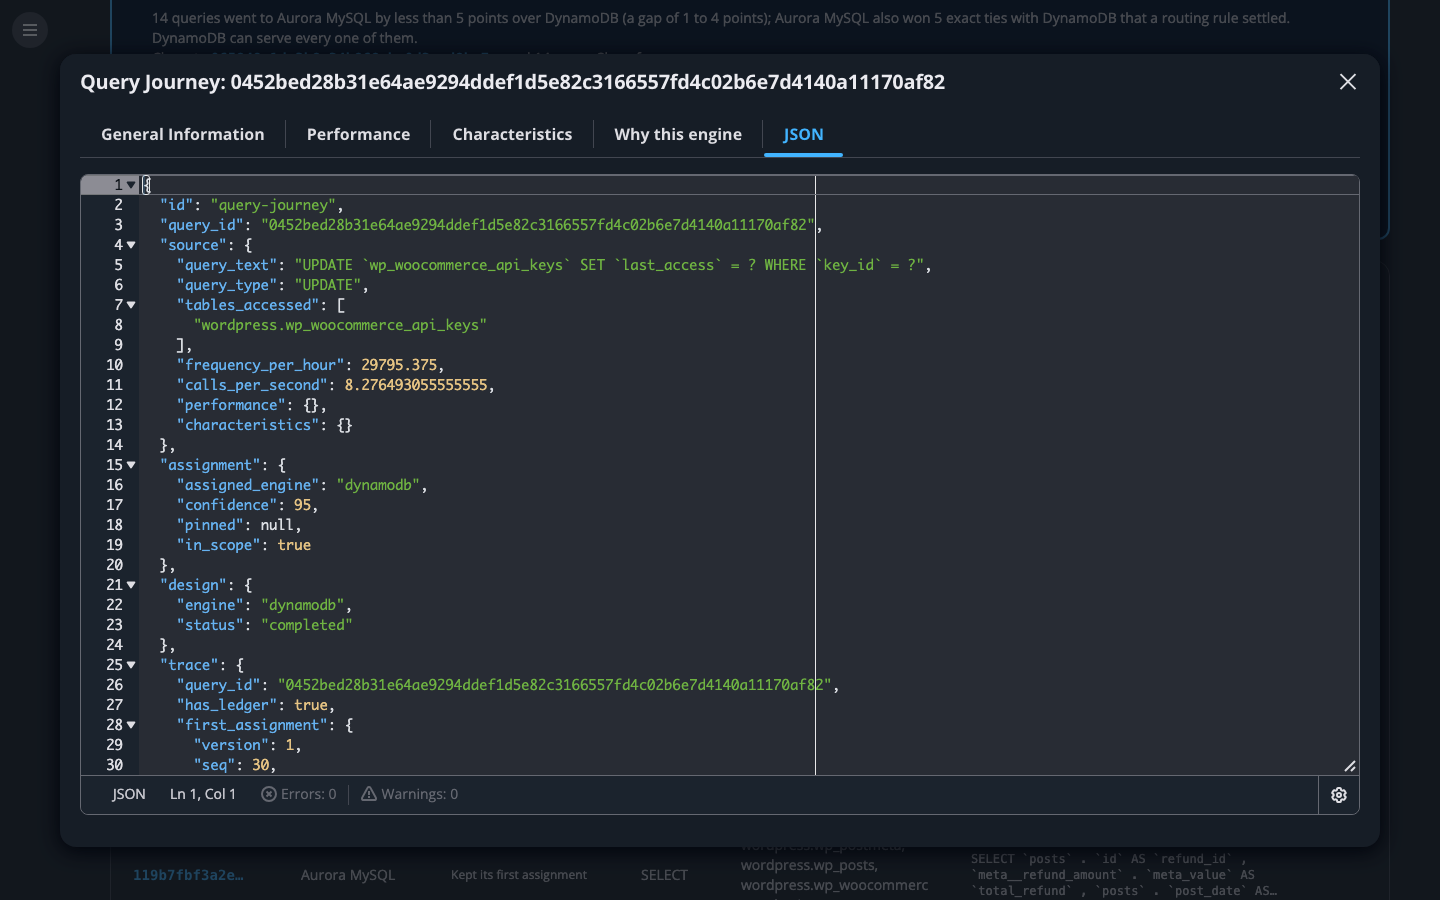 14 queries went to Aurora MySQL by less than 5 points over DynamoDB (a gap of 1 to 4 points); Aurora MySQL also won 5 exact ties with DynamoDB that a routing rule settled.
DynamoDB can serve every one of them.
Query Journey: 0452bed28b31e64ae9294ddef1d5e82c3166557fd4c02b6e7d4140a11170af82
General Information
Performance
Characteristics
Why this engine
JSON
1 {
2 "id": "query-journey",
3 "query_id": "0452bed28b31e64ae9294ddef1d5e82c3166557fd4c02b6e7d4140a11170af82",
4 "source": {
5 "query_text": "UPDATE `wp_woocommerce_api_keys` SET `last_access` = ? WHERE `key_id` = ?",
6 "query_type": "UPDATE",
7 "tables_accessed": [
8 "wordpress.wp_woocommerce_api_keys"
9 ],
10 "frequency_per_hour": 29795.375,
11 "calls_per_second": 8.276493055555555,
12 "performance": {},
13 "characteristics": {}
14 },
15 "assignment": {
16 "assigned_engine": "dynamodb",
17 "confidence": 95,
18 "pinned": null,
19 "in_scope": true
20 },
21 "design": {
22 "engine": "dynamodb",
23 "status": "completed"
24 },
25 "trace": {
26 "query_id": "0452bed28b31e64ae9294ddef1d5e82c3166557fd4c02b6e7d4140a11170af82",
27 "has_ledger": true,
28 "first_assignment": {
29 "version": 1,
30 "seq": 30,
JSON Ln 1, Col 1 Errors: 0 Warnings: 0
wordpress.wp_postmeta,
119b7fbf3a2e… Aurora MySQL Kept its first assignment SELECT
wordpress.wp_posts,
wordpress.wp_woocommerc
SELECT `posts` . `id` AS `refund_id` ,
`meta__refund_amount` . `meta_value` AS
`total_refund` , `posts` . `post_date` AS…